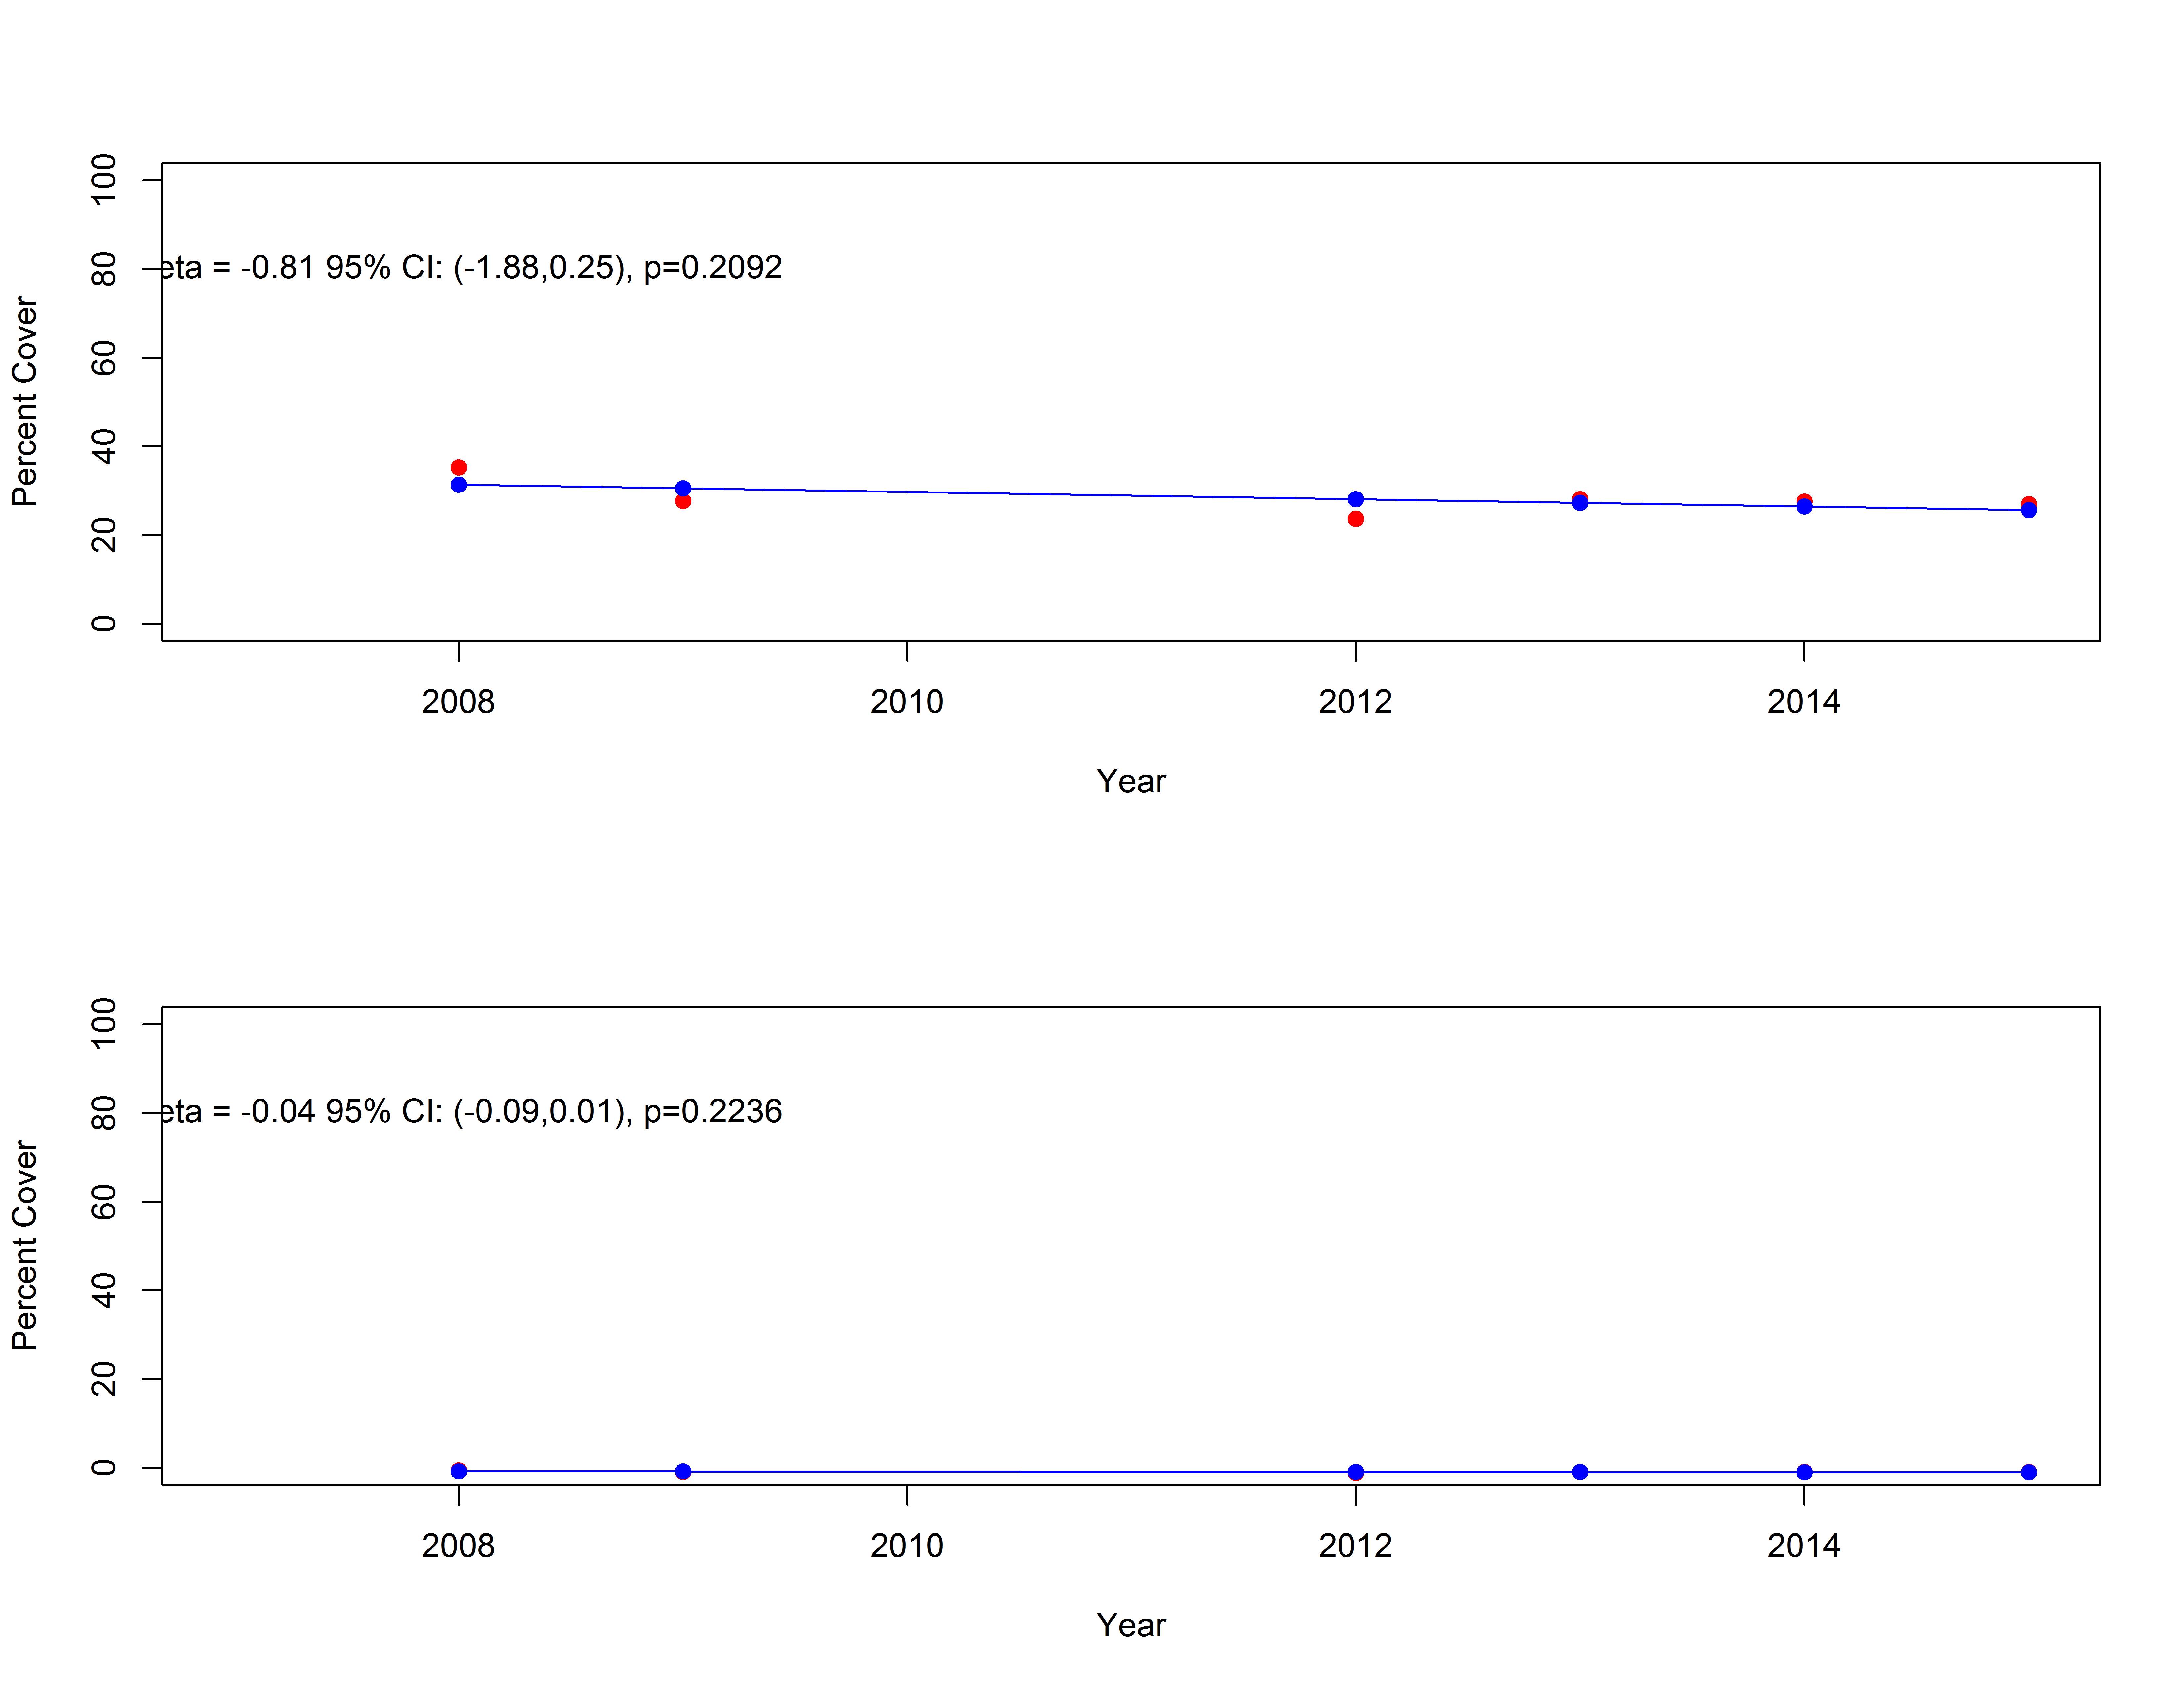 100
80
60
40
20
0
Percent Cover
eta = -0.81 95% CI: (-1.88,0.25), p=0.2092
2008 2010 2012 2014
Year
100
80
60
40
20
0
Percent Cover
eta = -0.04 95% CI: (-0.09,0.01), p=0.2236
2008 2010 2012 2014
Year